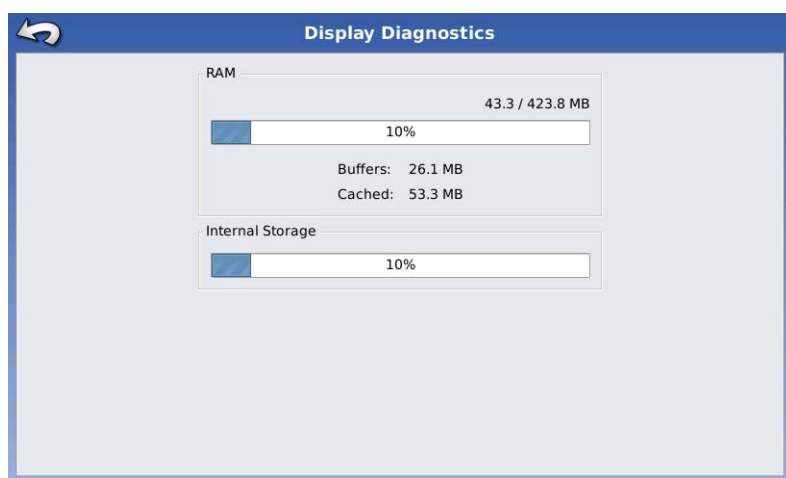 Display Diagnostics
RAM
43.3 / 423.8 MB
10%
Buffers: 26.1 MB
Cached: 53.3 MB
Internal Storage
10%